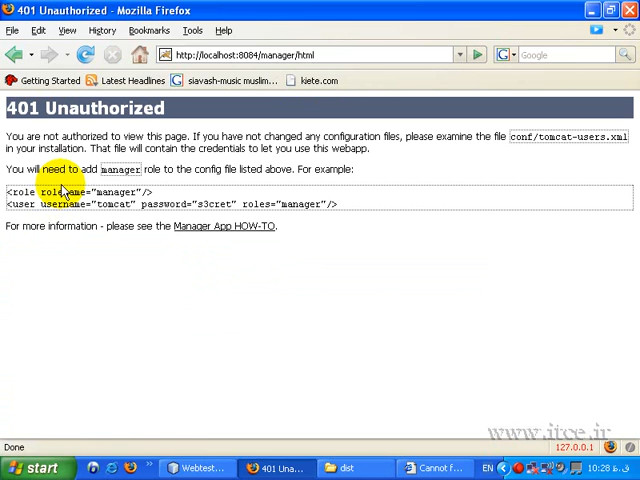 401 Unauthorized - Mozilla Firefox
File Edit View History Bookmarks Tools Help
http://localhost:8084/manager/html
Google
Getting Started Latest Headlines siavash-music muslim... kiete.com
401 Unauthorized
You are not authorized to view this page. If you have not changed any configuration files, please examine the file conf/tomcat-users.xml
in your installation. That file will contain the credentials to let you use this webapp.
You will need to add manager role to the config file listed above. For example:
<role rolename="manager"/>
<user username="tomcat" password="s3cret" roles="manager"/>
For more information - please see the Manager App HOW-TO.
www.itce.ir
Done 127.0.0.1
start Webtest... 401 Una... dist Cannot f... EN 10:28 ق.ظ